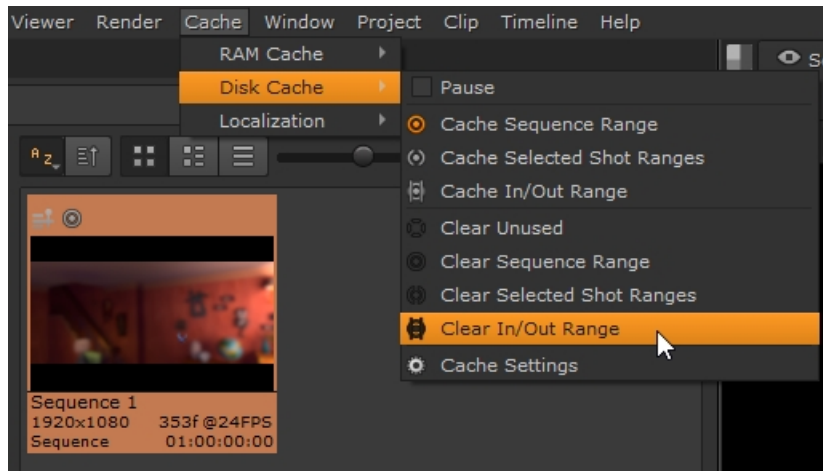 Viewer Render Cache Window Project Clip Timeline Help
RAM Cache
Disk Cache
Localization
Pause
Cache Sequence Range
Cache Selected Shot Ranges
Cache In/Out Range
Clear Unused
Clear Sequence Range
Clear Selected Shot Ranges
Clear In/Out Range
Cache Settings
A z
Sequence 1
1920x1080 353f@24FPS
Sequence 01:00:00:00